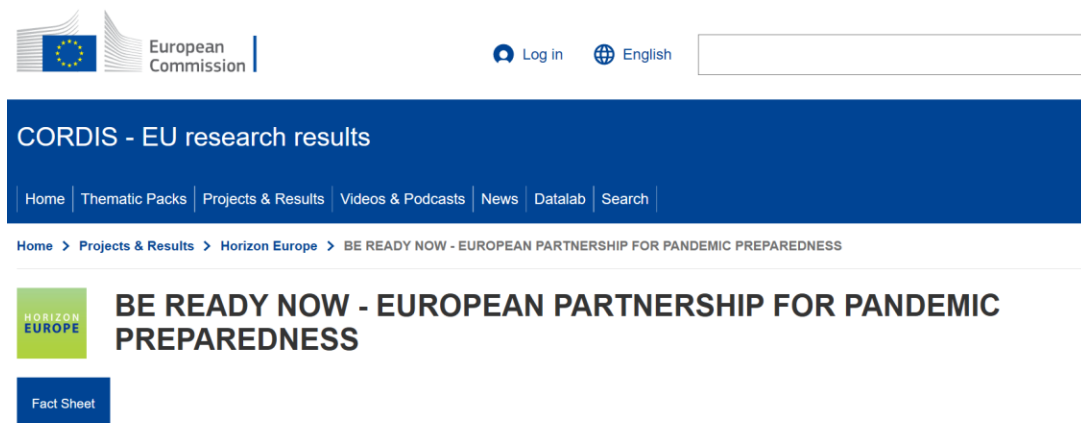 European
Commission
Log in
English
CORDIS - EU research results
Home
Thematic Packs
Projects & Results
Videos & Podcasts
News
Datalab
Search
Home > Projects & Results > Horizon Europe > BE READY NOW - EUROPEAN PARTNERSHIP FOR PANDEMIC PREPAREDNESS
HORIZON
EUROPE
BE READY NOW - EUROPEAN PARTNERSHIP FOR PANDEMIC
PREPAREDNESS
Fact Sheet